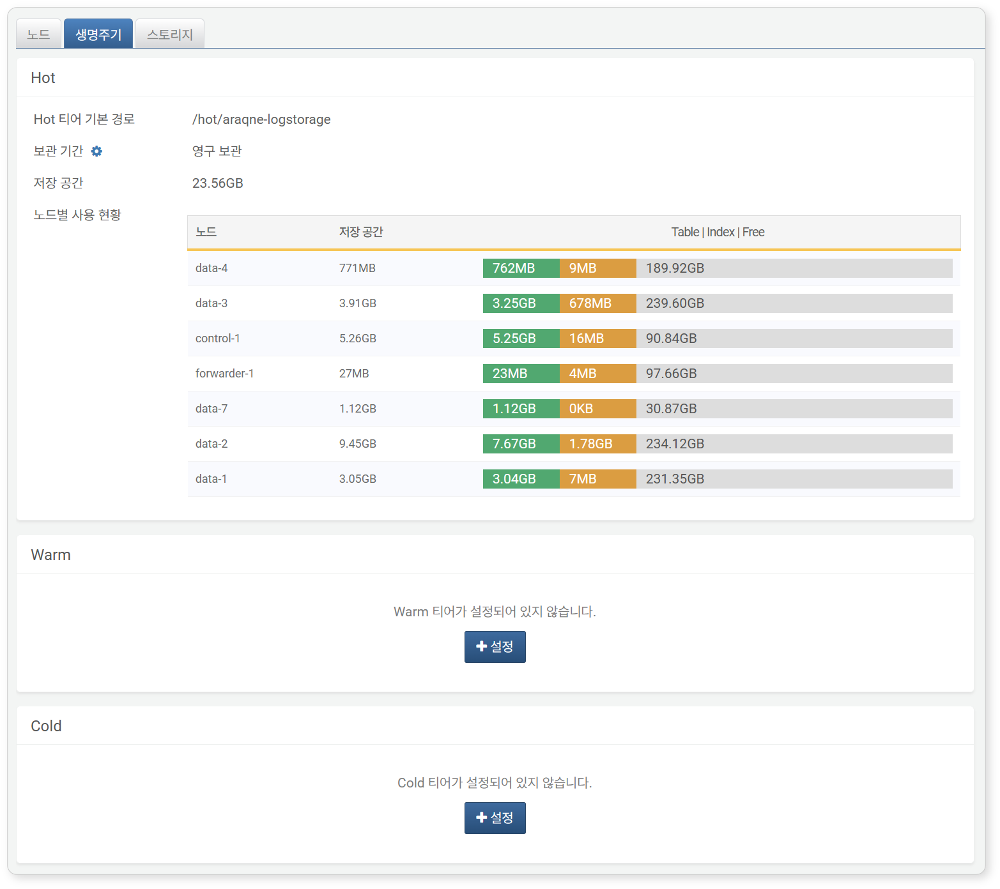 노드 생명주기 스토리지
Hot
Hot 티어 기본 경로 /hot/araqne-logstorage
보관 기간 영구 보관
저장 공간 23.56GB
노드별 사용 현황
노드 저장 공간 Table | Index | Free
data-4 771MB 762MB 9MB 189.92GB
data-3 3.91GB 3.25GB 678MB 239.60GB
control-1 5.26GB 5.25GB 16MB 90.84GB
forwarder-1 27MB 23MB 4MB 97.66GB
data-7 1.12GB 1.12GB 0KB 30.87GB
data-2 9.45GB 7.67GB 1.78GB 234.12GB
data-1 3.05GB 3.04GB 7MB 231.35GB
Warm
Warm 티어가 설정되어 있지 않습니다.
설정
Cold
Cold 티어가 설정되어 있지 않습니다.
설정